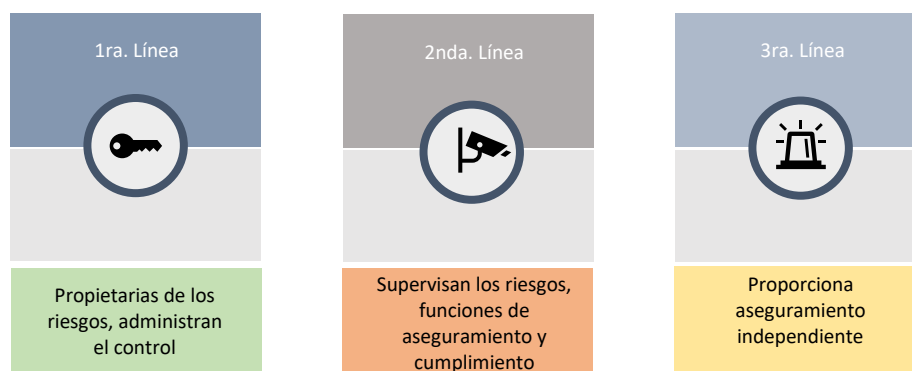 1ra. Línea
2nda. Línea
3ra. Línea
Propietarias de los
riesgos, administran
el control
Supervisan los riesgos,
funciones de
aseguramiento y
cumplimiento
Proporciona
aseguramiento
independiente